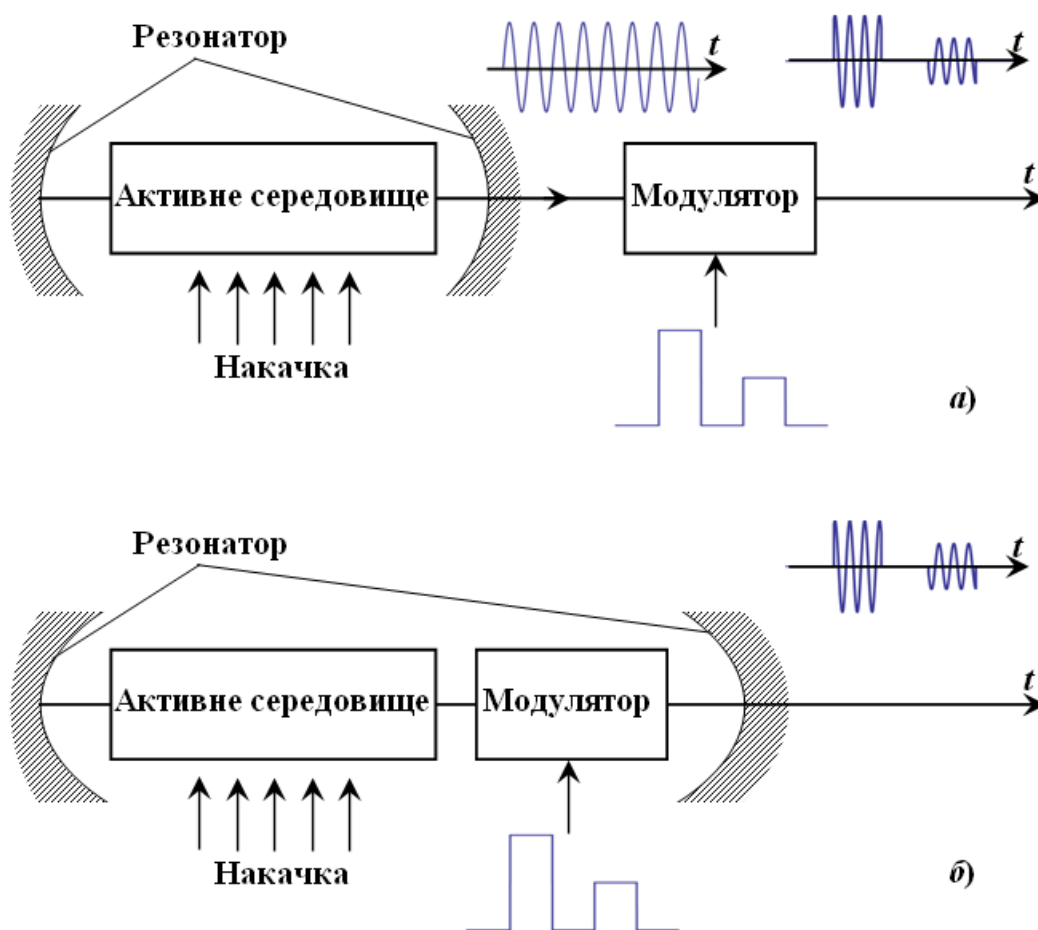 Резонатор
t
t
Активне середовище
Модулятор
t
Накачка
а)
Резонатор
t
Активне середовище
Модулятор
t
Накачка
б)